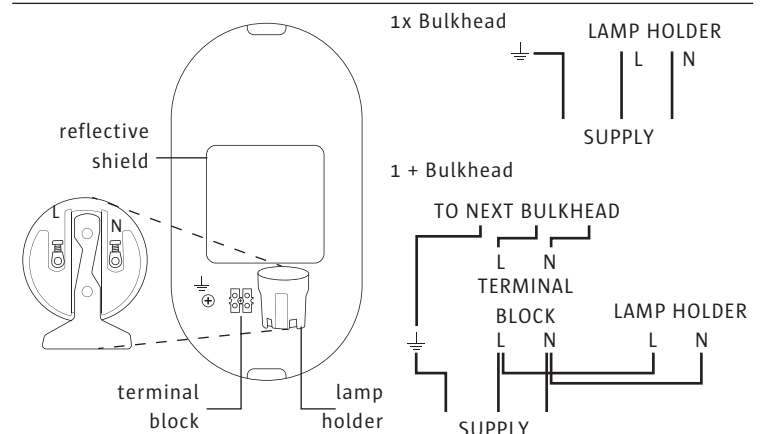 1x Bulkhead
LAMP HOLDER
L N
SUPPLY
reflective
shield
L
N
terminal
block
lamp
holder
1 + Bulkhead
TO NEXT BULKHEAD
L N
TERMINAL
BLOCK
L N
LAMP HOLDER
L N
SUPPLY